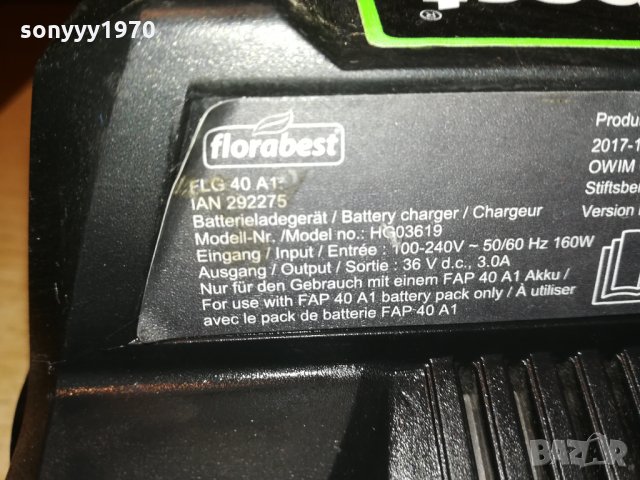 sonyyy1970
florabest
FLG 40 A1
IAN 292275
Batterieladegerät / Battery charger / Chargeur
Modell-Nr. /Model no.: HG03619
Eingang / Input / Entrée : 100-240V ~ 50/60 Hz 160W
Ausgang / Output / Sortie : 36 V d.c., 3.0A
Nur für den Gebrauch mit einem FAP 40 A1 Akku /
For use with FAP 40 A1 battery pack only / À utiliser
avec le pack de batterie FAP 40 A1
2017-1
OWIM
Version
BAZAR